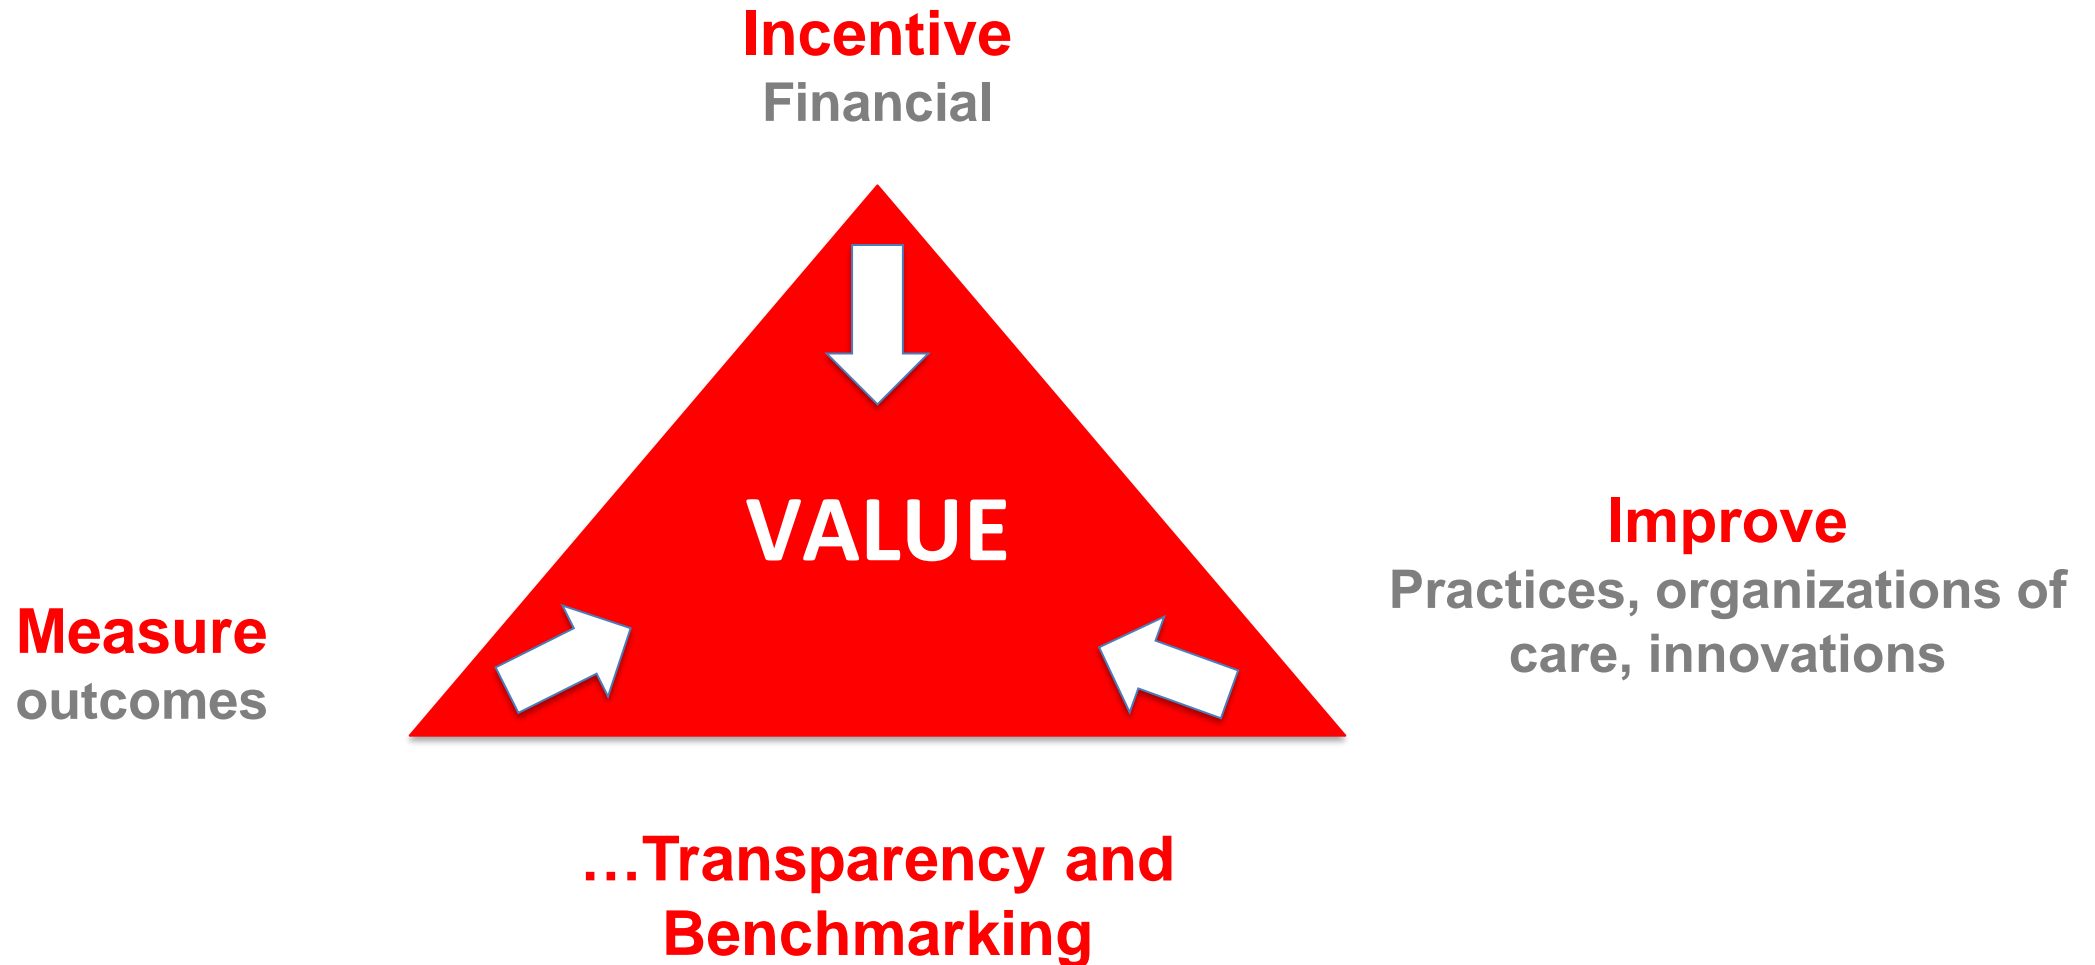 Incentive
Financial
VALUE
Improve
Practices, organizations of
care, innovations
Measure
outcomes
…Transparency and
Benchmarking